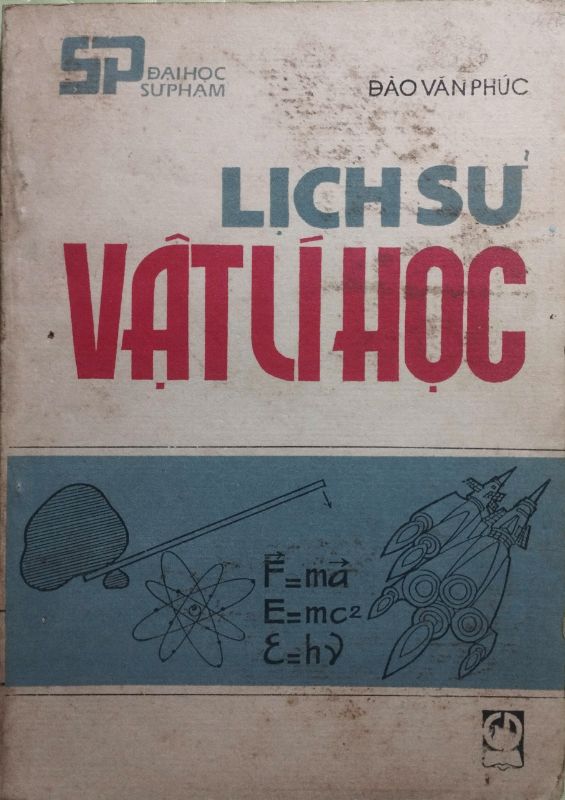 SP ĐẠI HỌC
SƯ PHẠM
ĐÀO VĂN PHÚC
LỊCH SỬ
VẬT LÍ HỌC
F⃗=ma⃗
E=mc²
ℰ=hν